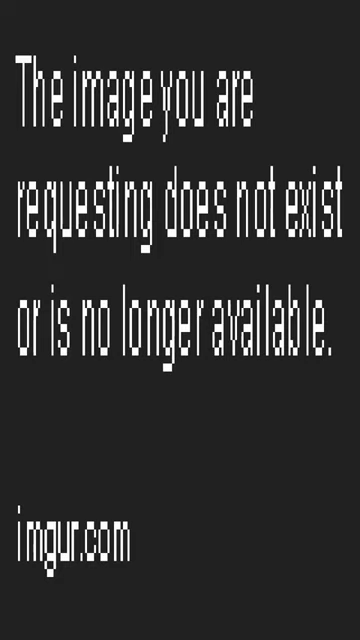 The image you are
requesting does not exist
or is no longer available.
imgur.com